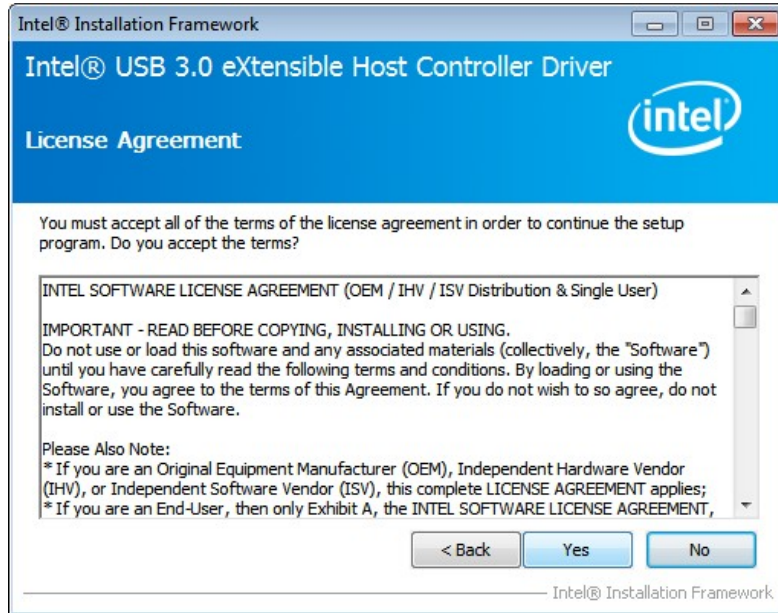 Intel® Installation Framework
Intel® USB 3.0 eXtensible Host Controller Driver
intel
License Agreement
You must accept all of the terms of the license agreement in order to continue the setup
program. Do you accept the terms?
INTEL SOFTWARE LICENSE AGREEMENT (OEM / IHV / ISV Distribution & Single User)
IMPORTANT - READ BEFORE COPYING, INSTALLING OR USING.
Do not use or load this software and any associated materials (collectively, the "Software")
until you have carefully read the following terms and conditions. By loading or using the
Software, you agree to the terms of this Agreement. If you do not wish to so agree, do not
install or use the Software.
Please Also Note:
* If you are an Original Equipment Manufacturer (OEM), Independent Hardware Vendor
(IHV), or Independent Software Vendor (ISV), this complete LICENSE AGREEMENT applies;
* If you are an End-User, then only Exhibit A, the INTEL SOFTWARE LICENSE AGREEMENT,
< Back
Yes
No
Intel® Installation Framework